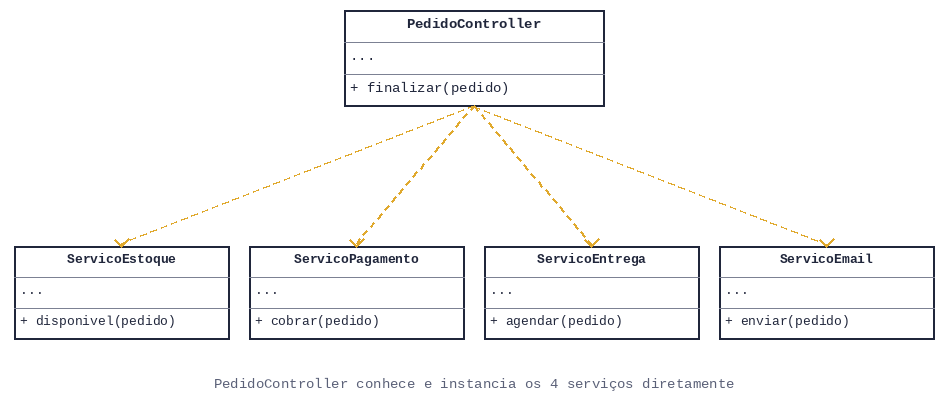 PedidoController
...
+ finalizar(pedido)
ServicoEstoque
...
+ disponivel(pedido)
ServicoPagamento
...
+ cobrar(pedido)
ServicoEntrega
...
+ agendar(pedido)
ServicoEmail
...
+ enviar(pedido)
PedidoController conhece e instancia os 4 serviços diretamente